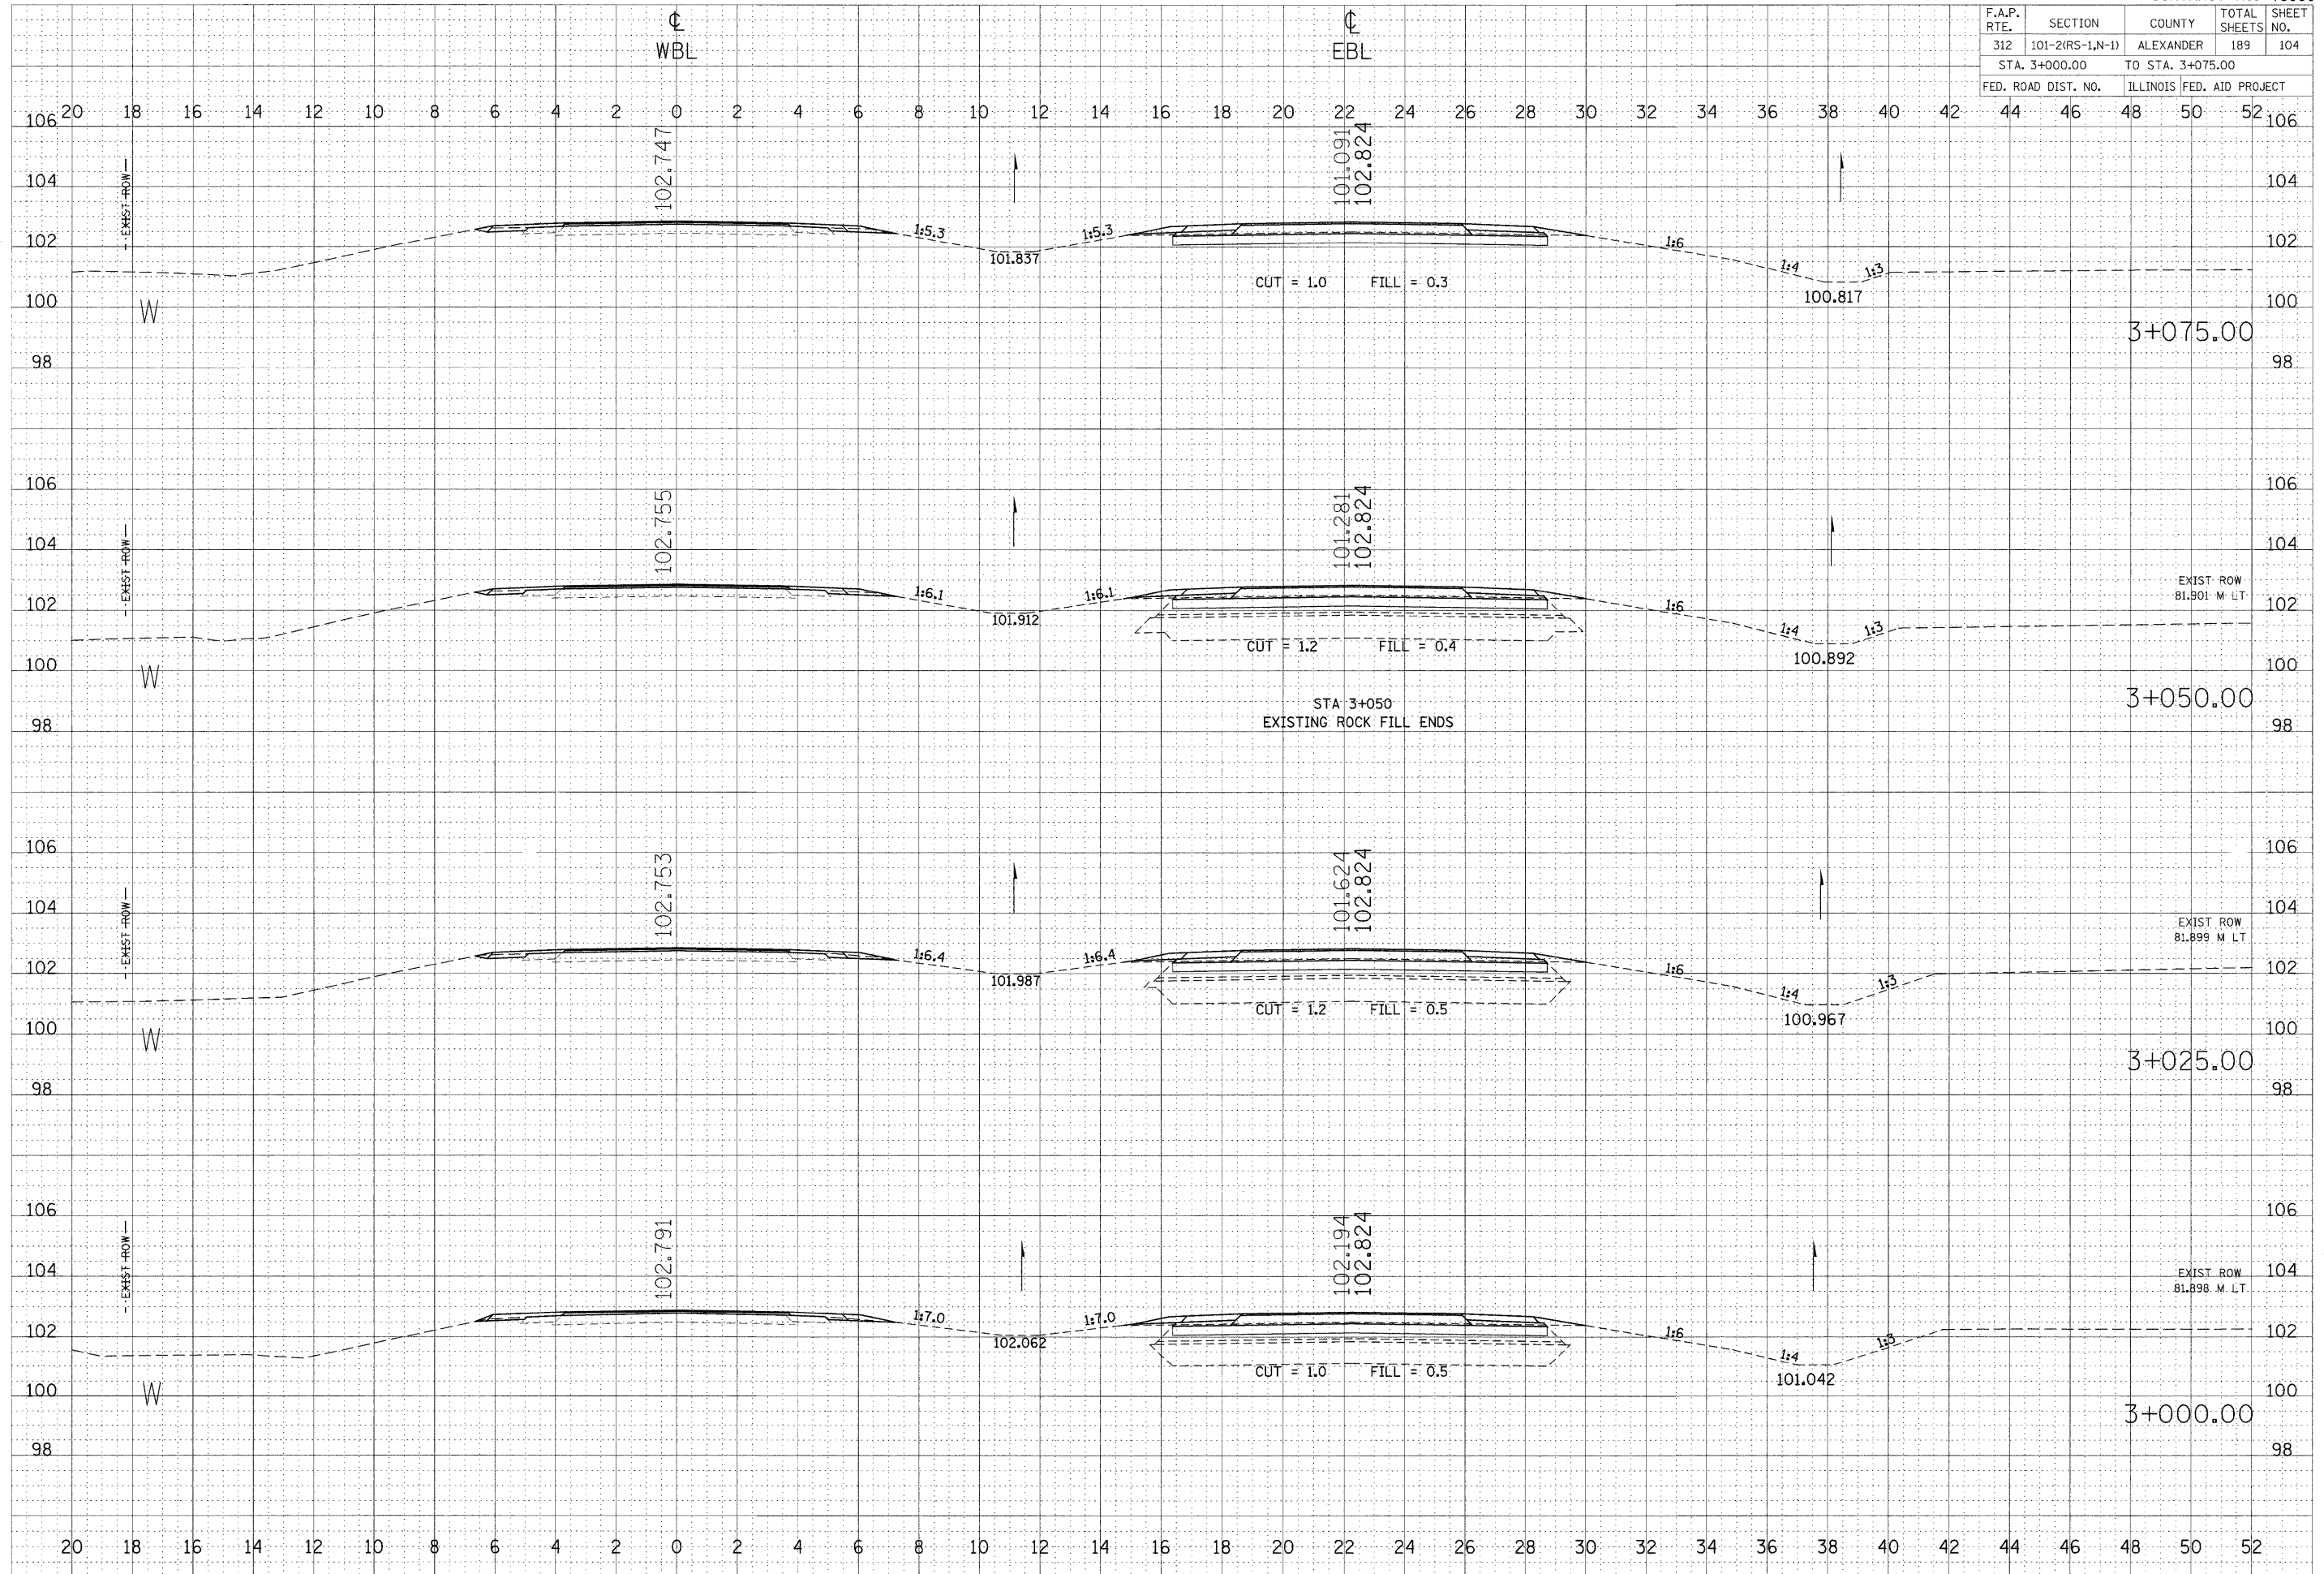 F.A.P. RTE. SECTION COUNTY TOTAL SHEETS SHEET NO.
312 101-2(RS-1,N-1) ALEXANDER 189 104
STA. 3+000.00 TO STA. 3+075.00
FED. ROAD DIST. NO. ILLINOIS FED. AID PROJECT
℄ WBL
℄ EBL
20 18 16 14 12 10 8 6 4 2 0 2 4 6 8 10 12 14 16 18 20 22 24 26 28 30 32 34 36 38 40 42 44 46 48 50 52
106 106
--EXIST ROW--
102.747
101.091
102.824
104 104
102 102
1:5.3 1:5.3 1:6 1:4 1:3
101.837
CUT = 1.0 FILL = 0.3
100.817
100 100
W
3+075.00
98 98
106 106
--EXIST ROW--
102.755
101.281
102.824
104 104
EXIST ROW
81.901 M LT
102 102
1:6.1 1:6.1 1:6 1:4 1:3
101.912
CUT = 1.2 FILL = 0.4
100.892
100 100
W
3+050.00
STA 3+050
EXISTING ROCK FILL ENDS
98 98
106 106
--EXIST ROW--
102.753
101.624
102.824
104 104
EXIST ROW
81.899 M LT
102 102
1:6.4 1:6.4 1:6 1:4 1:3
101.987
CUT = 1.2 FILL = 0.5
100.967
100 100
W
3+025.00
98 98
106 106
--EXIST ROW--
102.791
102.194
102.824
104 104
EXIST ROW
81.898 M LT
102 102
1:7.0 1:7.0 1:6 1:4 1:3
102.062
CUT = 1.0 FILL = 0.5
101.042
100 100
W
3+000.00
98 98
20 18 16 14 12 10 8 6 4 2 0 2 4 6 8 10 12 14 16 18 20 22 24 26 28 30 32 34 36 38 40 42 44 46 48 50 52